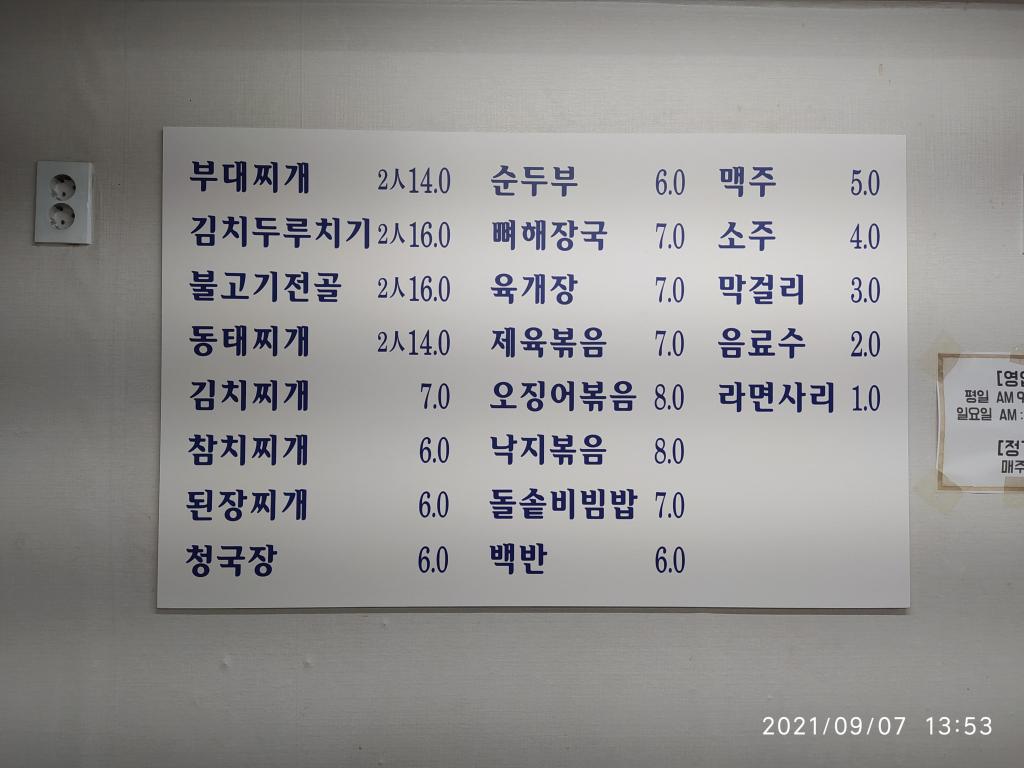 부대찌개 2人14.0
김치두루치기 2人16.0
불고기전골 2人16.0
동태찌개 2人14.0
김치찌개 7.0
참치찌개 6.0
된장찌개 6.0
청국장 6.0
순두부 6.0
뼈해장국 7.0
육개장 7.0
제육볶음 7.0
오징어볶음 8.0
낙지볶음 8.0
돌솥비빔밥 7.0
백반 6.0
맥주 5.0
소주 4.0
막걸리 3.0
음료수 2.0
라면사리 1.0
평일 AM
일요일 AM :
매주
2021/09/07 13:53